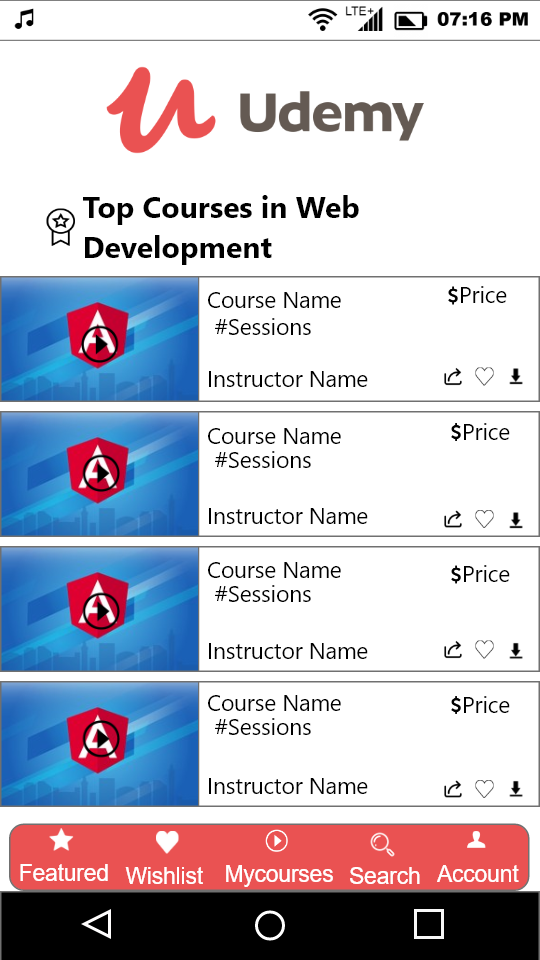 LTE+ 07:16 PM
Udemy
Top Courses in Web
Development
Course Name
$Price
#Sessions
Instructor Name
Course Name
$Price
#Sessions
Instructor Name
Course Name
$Price
#Sessions
Instructor Name
Course Name
$Price
#Sessions
Instructor Name
Featured Wishlist Mycourses Search Account